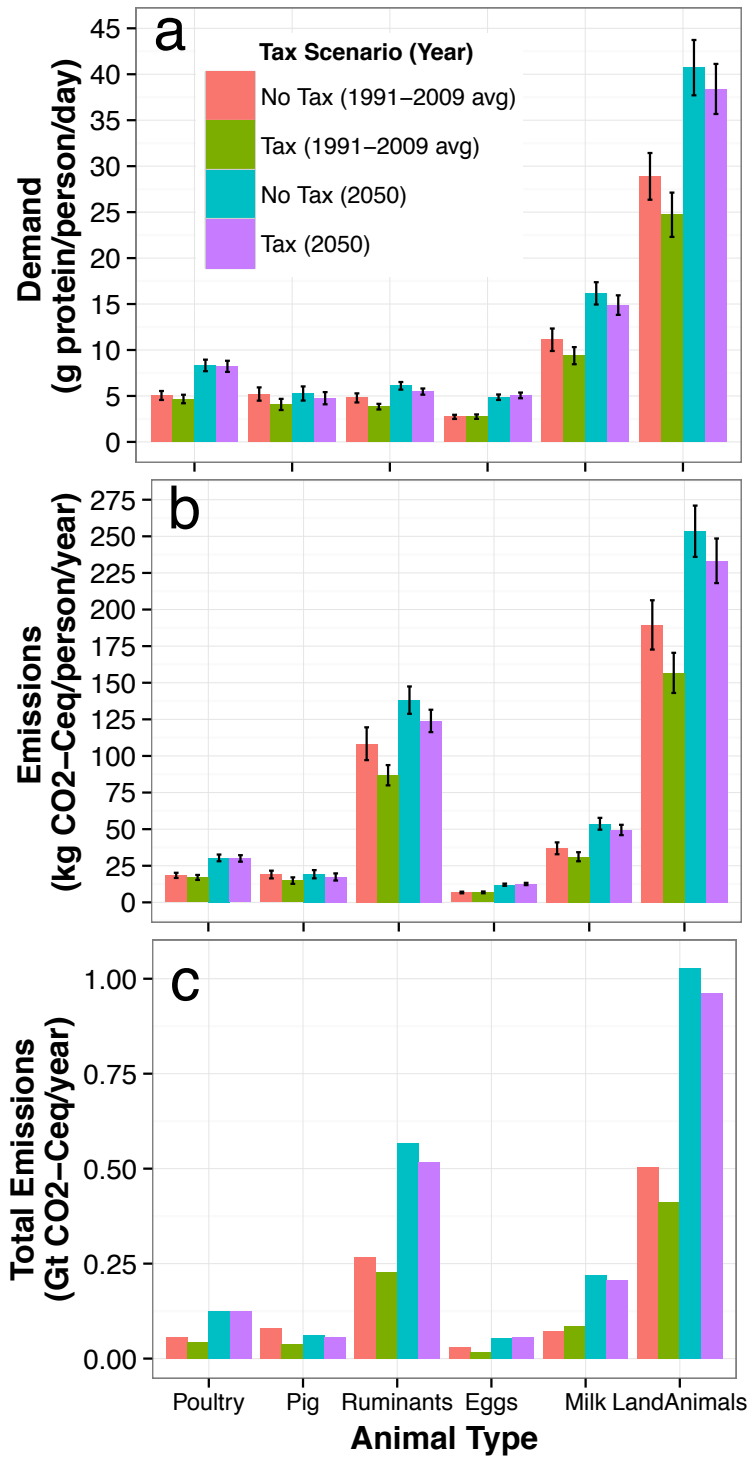 a
Tax Scenario (Year)
No Tax (1991−2009 avg)
Tax (1991−2009 avg)
No Tax (2050)
Tax (2050)
Demand
(g protein/person/day)
45
40
35
30
25
20
15
10
5
0
b
Emissions
(kg CO2−Ceq/person/year)
275
250
225
200
175
150
125
100
75
50
25
0
c
Total Emissions
(Gt CO2−Ceq/year)
1.00
0.75
0.50
0.25
0.00
Poultry Pig Ruminants Eggs Milk LandAnimals
Animal Type